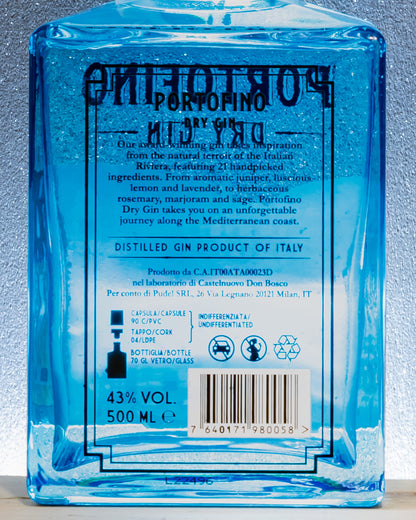 PORTOFINO
DRY GIN
PORTOFINO
DRY GIN
Our award winning gin takes inspiration
from the natural terroir of the Italian
Riviera, featuring 21 handpicked
ingredients. From aromatic juniper, luscious
lemon and lavender, to herbaceous
rosemary, marjoram and sage. Portofino
Dry Gin takes you on an unforgettable
journey along the Mediterranean coast.
DISTILLED GIN PRODUCT OF ITALY
Prodotto da C.A.IT00ATA00023D
nel laboratorio di Castelnuovo Don Bosco
Per conto di Pudel SRL, 26 Via Legnano 20121 Milan, IT
CAPSULA/CAPSULE
90 C/PVC
TAPPO/CORK
04/LDPE
BOTTIGLIA/BOTTLE
70 GL VETRO/GLASS
INDIFFERENZIATA/
UNDIFFERENTIATED
43% VOL.
500 ML ℮
7 640171 980058 >
L22496